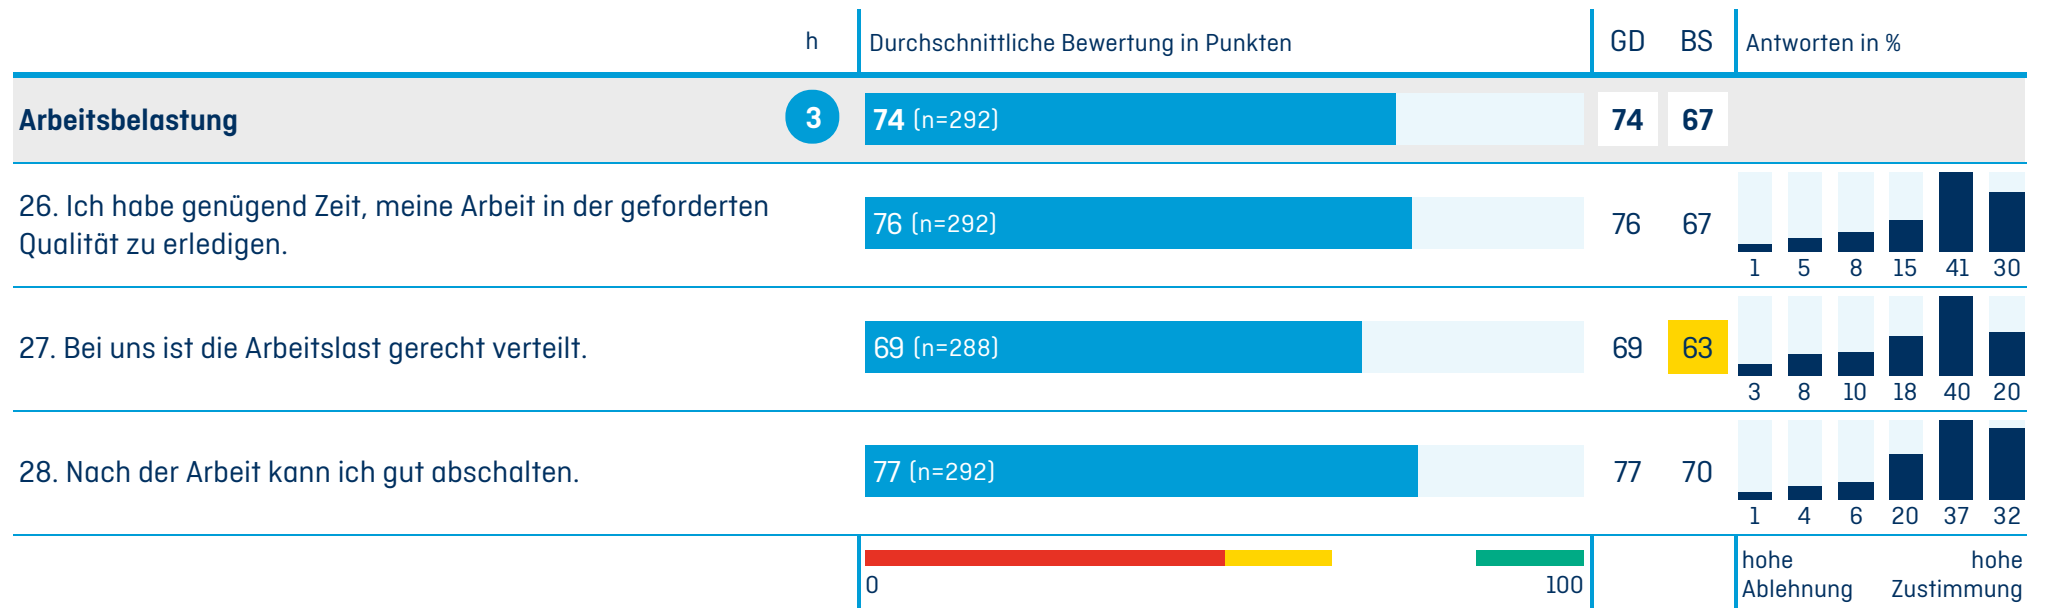 h Durchschnittliche Bewertung in Punkten GD BS Antworten in %
Arbeitsbelastung 3 74 (n=292) 74 67
26. Ich habe genügend Zeit, meine Arbeit in der geforderten
Qualität zu erledigen.
76 (n=292) 76 67
1 5 8 15 41 30
27. Bei uns ist die Arbeitslast gerecht verteilt. 69 (n=288) 69 63
3 8 10 18 40 20
28. Nach der Arbeit kann ich gut abschalten. 77 (n=292) 77 70
1 4 6 20 37 32
0 100
hohe hohe
Ablehnung Zustimmung